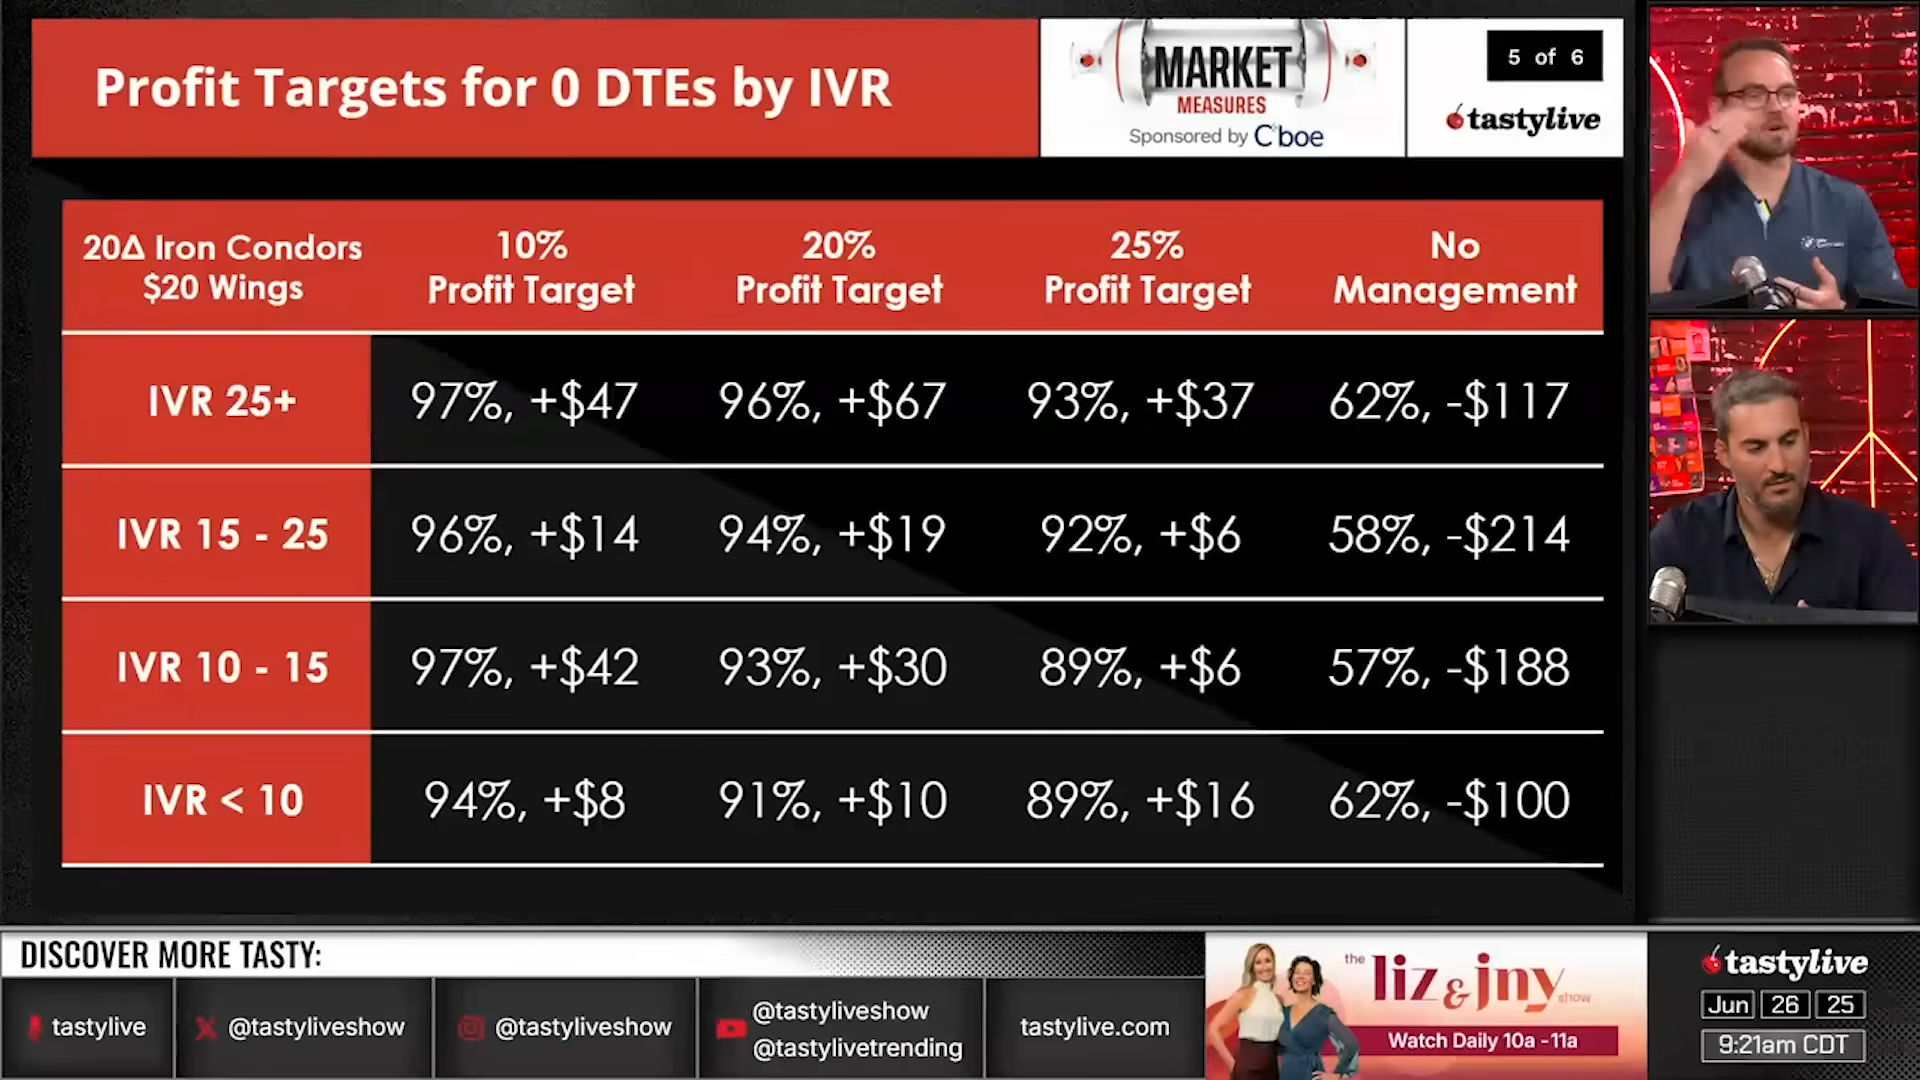 Profit Targets for 0 DTEs by IVR
MARKET
MEASURES
Sponsored by Cboe
5 of 6
tastylive
20Δ Iron Condors
$20 Wings
10%
Profit Target
20%
Profit Target
25%
Profit Target
No
Management
IVR 25+
97%, +$47
96%, +$67
93%, +$37
62%, -$117
IVR 15 - 25
96%, +$14
94%, +$19
92%, +$6
58%, -$214
IVR 10 - 15
97%, +$42
93%, +$30
89%, +$6
57%, -$188
IVR < 10
94%, +$8
91%, +$10
89%, +$16
62%, -$100
DISCOVER MORE TASTY:
tastylive
@tastyliveshow
@tastyliveshow
@tastyliveshow
@tastylivetrending
tastylive.com
the liz & jny show
Watch Daily 10a -11a
tastylive
Jun 26 25
9:21am CDT